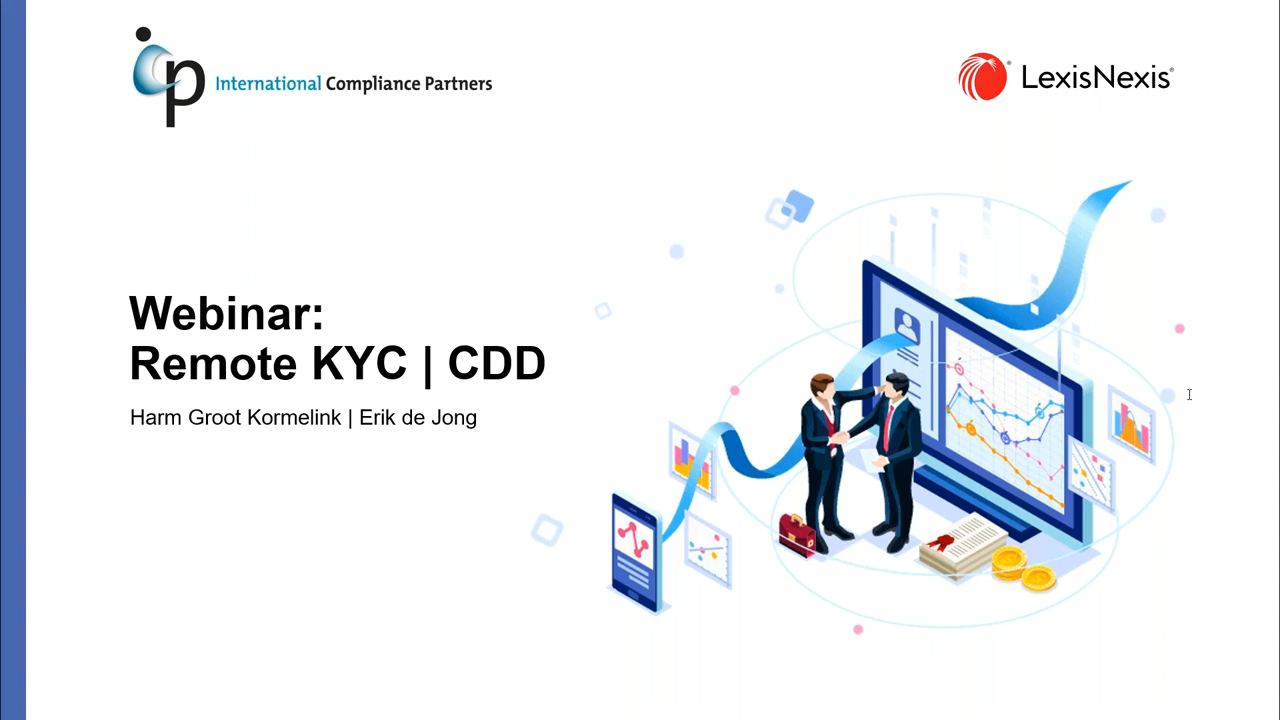 International Compliance Partners
LexisNexis®
Webinar:
Remote KYC | CDD
Harm Groot Kormelink | Erik de Jong